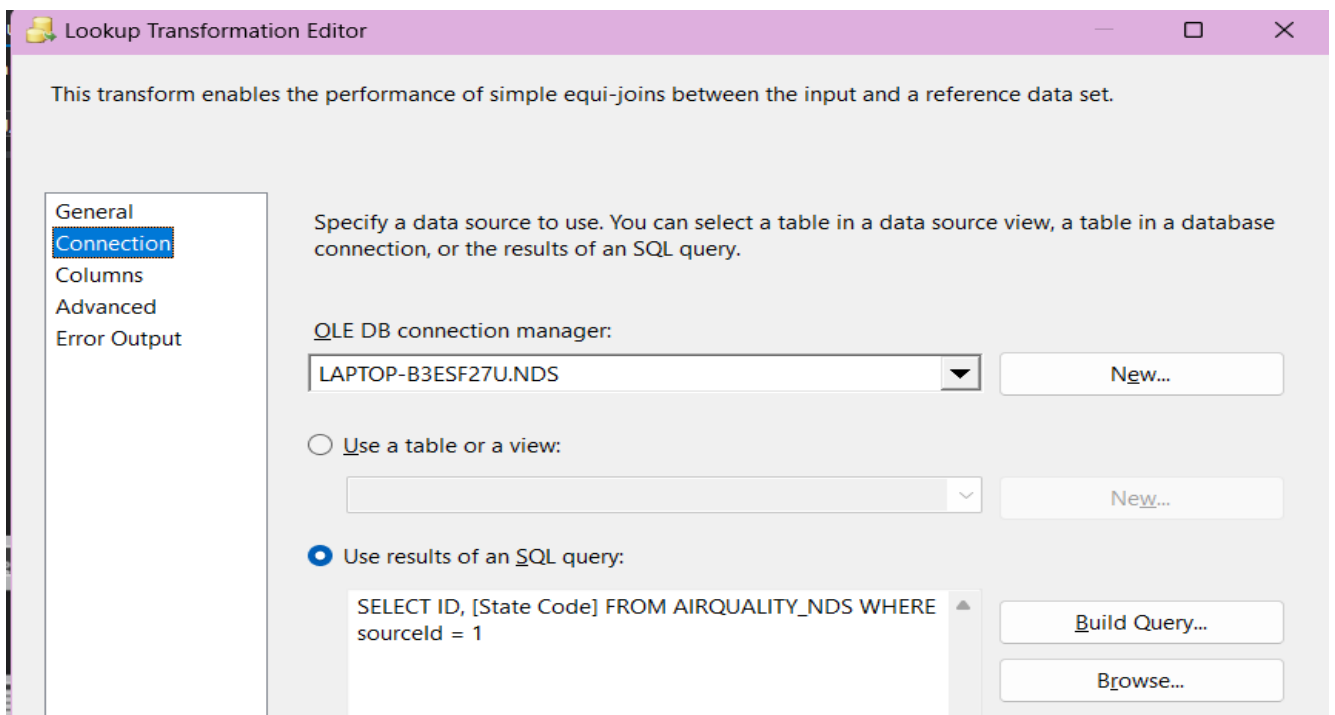 Lookup Transformation Editor
This transform enables the performance of simple equi-joins between the input and a reference data set.
General
Connection
Columns
Advanced
Error Output
Specify a data source to use. You can select a table in a data source view, a table in a database
connection, or the results of an SQL query.
OLE DB connection manager:
LAPTOP-B3ESF27U.NDS
New...
Use a table or a view:
New...
Use results of an SQL query:
SELECT ID, [State Code] FROM AIRQUALITY_NDS WHERE
sourceId = 1
Build Query...
Browse...